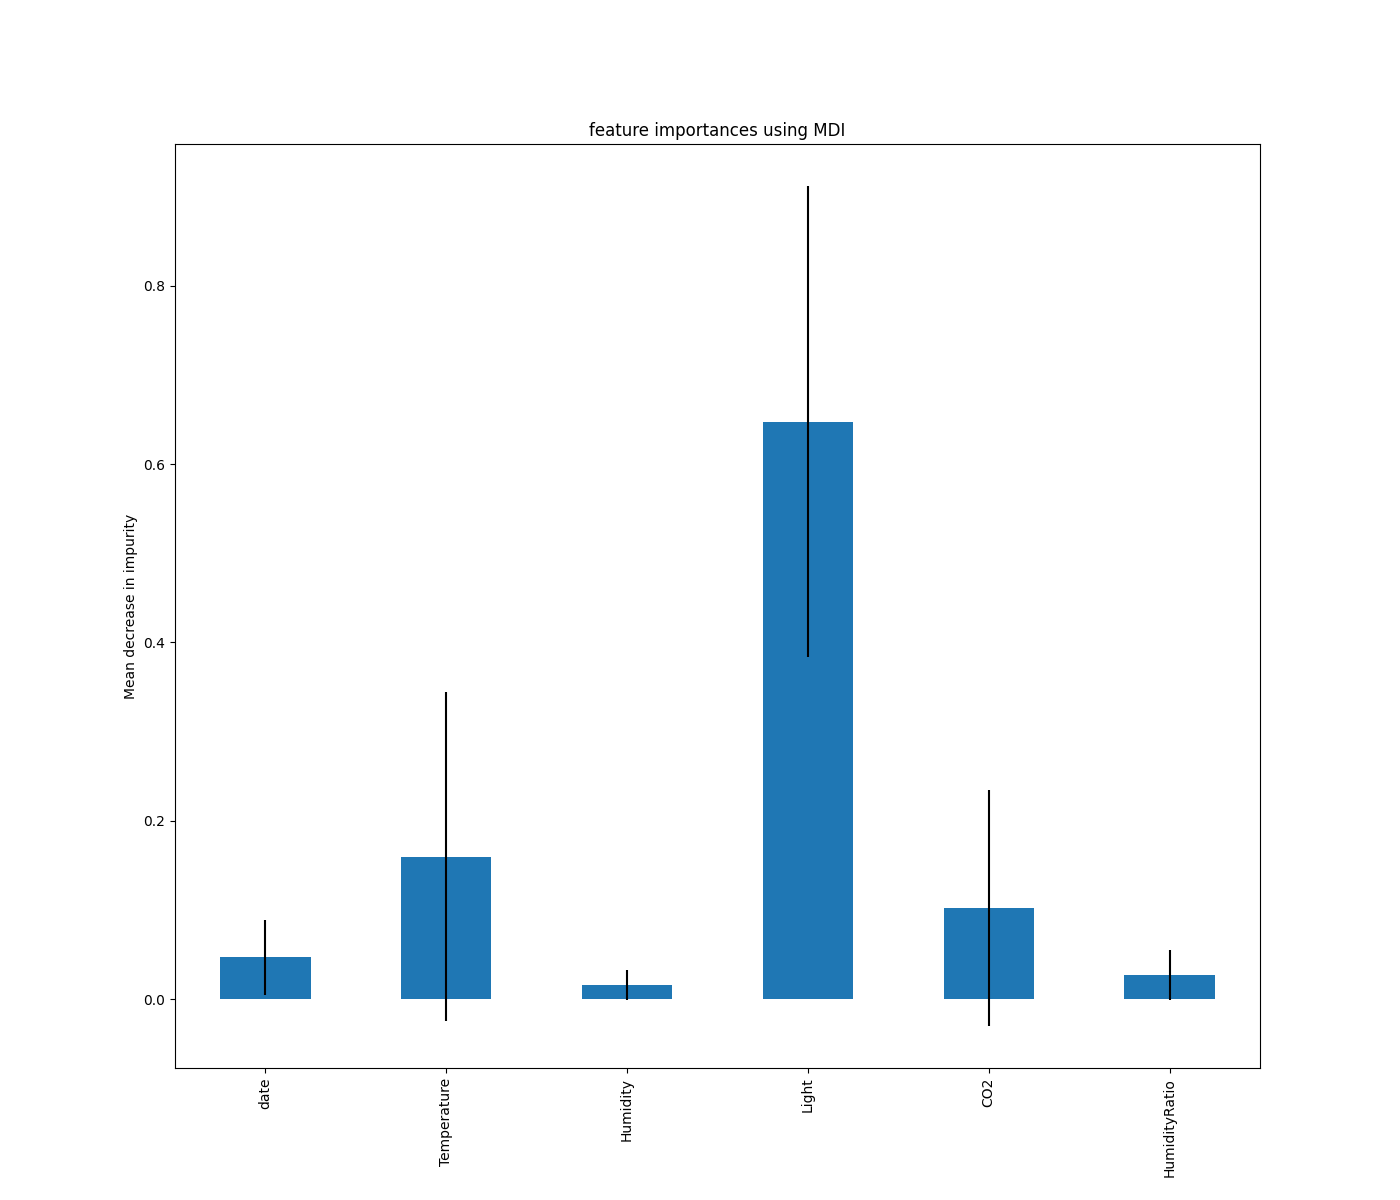 feature importances using MDI
Mean decrease in impurity
0.8
0.6
0.4
0.2
0.0
date
Temperature
Humidity
Light
CO2
HumidityRatio